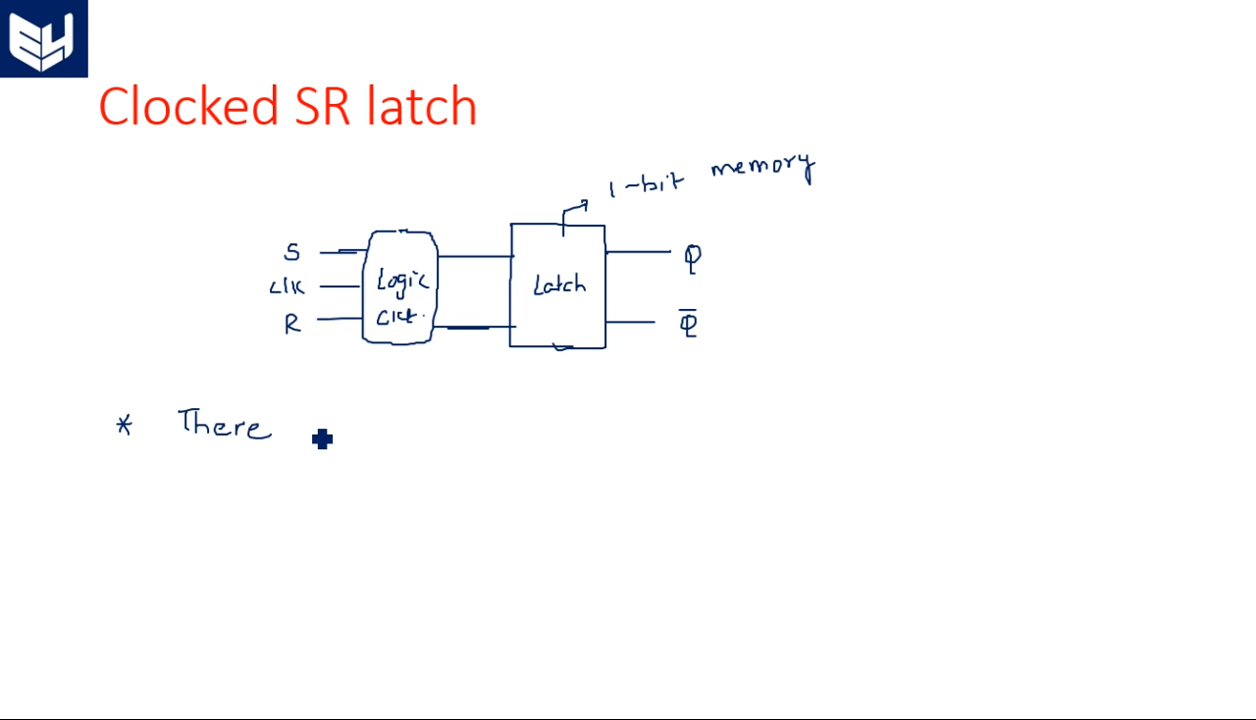 Clocked SR latch
1-bit memory
S
Clk
R
Logic
Ckt.
Latch
Q
Q̅
* There